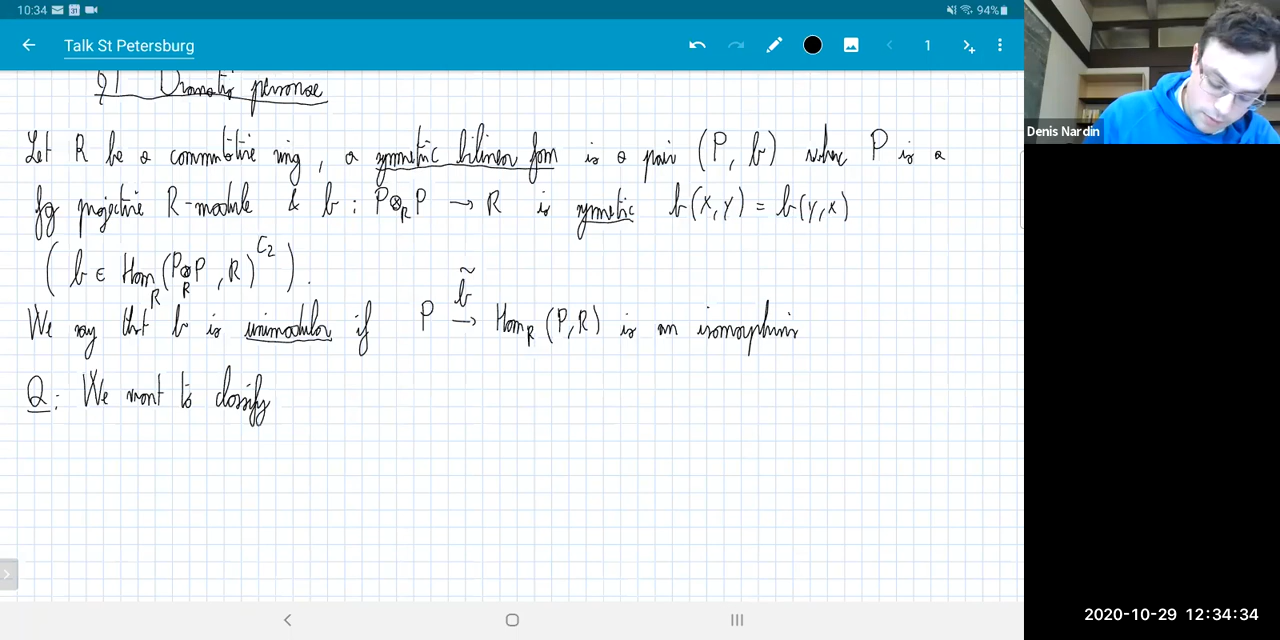 10:34 94%
Talk St Petersburg 1
§1 Dramatis personae
Let R be a commutative ring, a symmetric bilinear form is a pair (P, b) where P is a
fg projective R-module & b : P⊗_R P → R is symmetric b(x,y) = b(y,x)
( b ∈ Hom_R (P⊗_R P, R)^{C_2} ).
We say that b is unimodular if P \xrightarrow{\tilde{b}} Hom_R (P,R) is an isomorphism
Q: We want to classify
Denis Nardin
2020-10-29 12:34:34